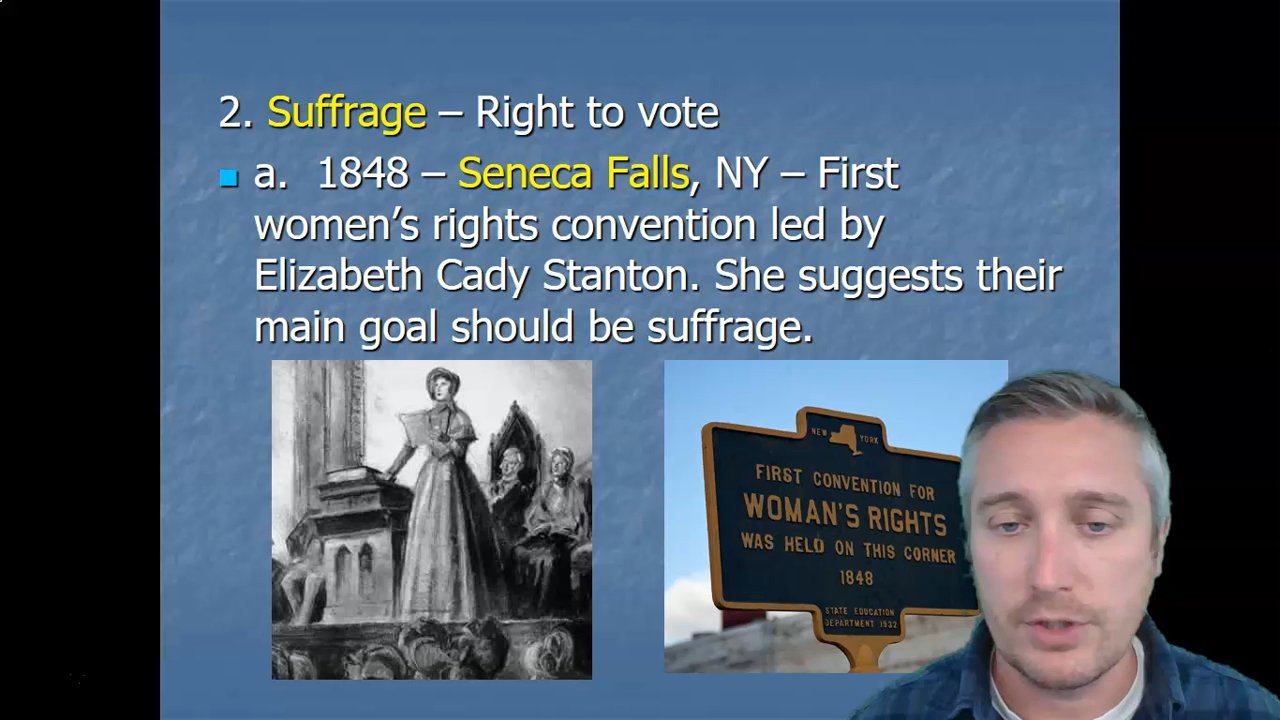 2. Suffrage – Right to vote
a. 1848 – Seneca Falls, NY – First
women’s rights convention led by
Elizabeth Cady Stanton. She suggests their
main goal should be suffrage.
NEW YORK
FIRST CONVENTION FOR
WOMAN'S RIGHTS
WAS HELD ON THIS CORNER
1848
STATE EDUCATION
DEPARTMENT 1932